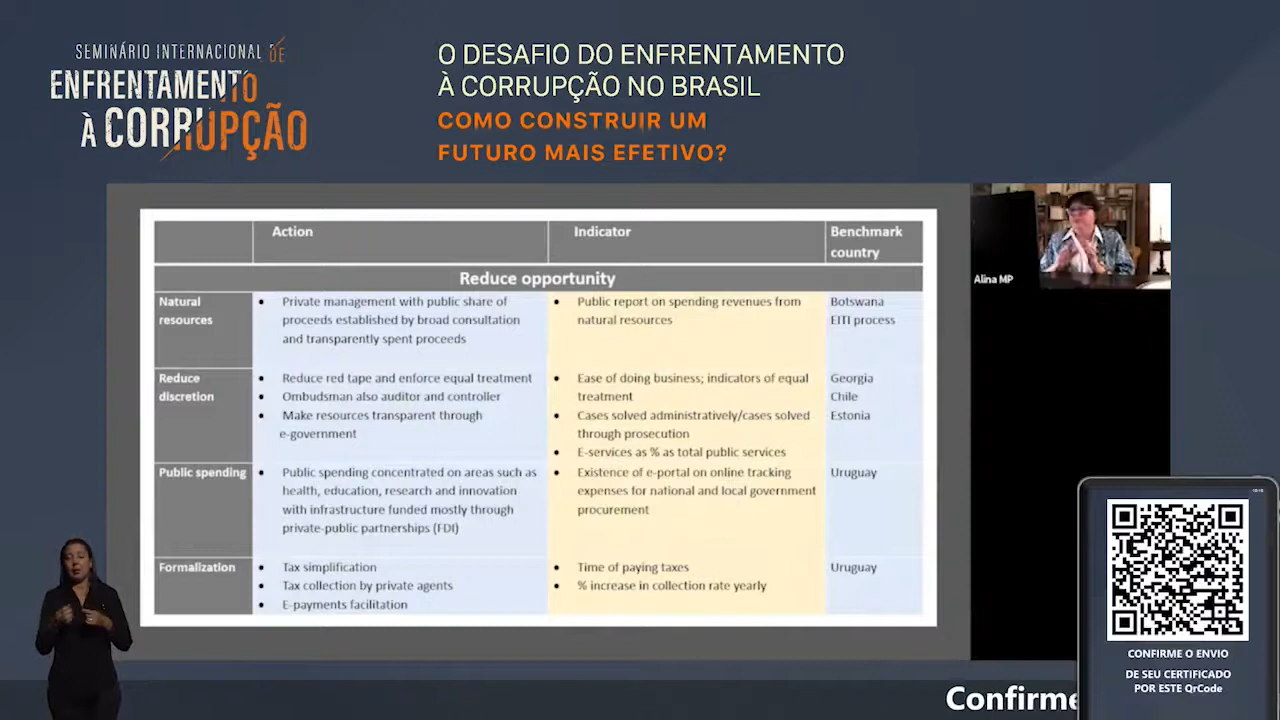 SEMINÁRIO INTERNACIONAL DE
ENFRENTAMENTO
À CORRUPÇÃO
O DESAFIO DO ENFRENTAMENTO
À CORRUPÇÃO NO BRASIL
COMO CONSTRUIR UM
FUTURO MAIS EFETIVO?
Action
Indicator
Benchmark
country
Reduce opportunity
Natural
resources
• Private management with public share of
proceeds established by broad consultation
and transparently spent proceeds
• Public report on spending revenues from
natural resources
Botswana
EITI process
Reduce
discretion
• Reduce red tape and enforce equal treatment
• Ombudsman also auditor and controller
• Make resources transparent through
e-government
• Ease of doing business; indicators of equal
treatment
• Cases solved administratively/cases solved
through prosecution
• E-services as % as total public services
Georgia
Chile
Estonia
Public spending
• Public spending concentrated on areas such as
health, education, research and innovation
with infrastructure funded mostly through
private-public partnerships (FDI)
• Existence of e-portal on online tracking
expenses for national and local government
procurement
Uruguay
Formalization
• Tax simplification
• Tax collection by private agents
• E-payments facilitation
• Time of paying taxes
• % increase in collection rate yearly
Uruguay
Alina MP
CONFIRME O ENVIO
DE SEU CERTIFICADO
POR ESTE QrCode
Confirme